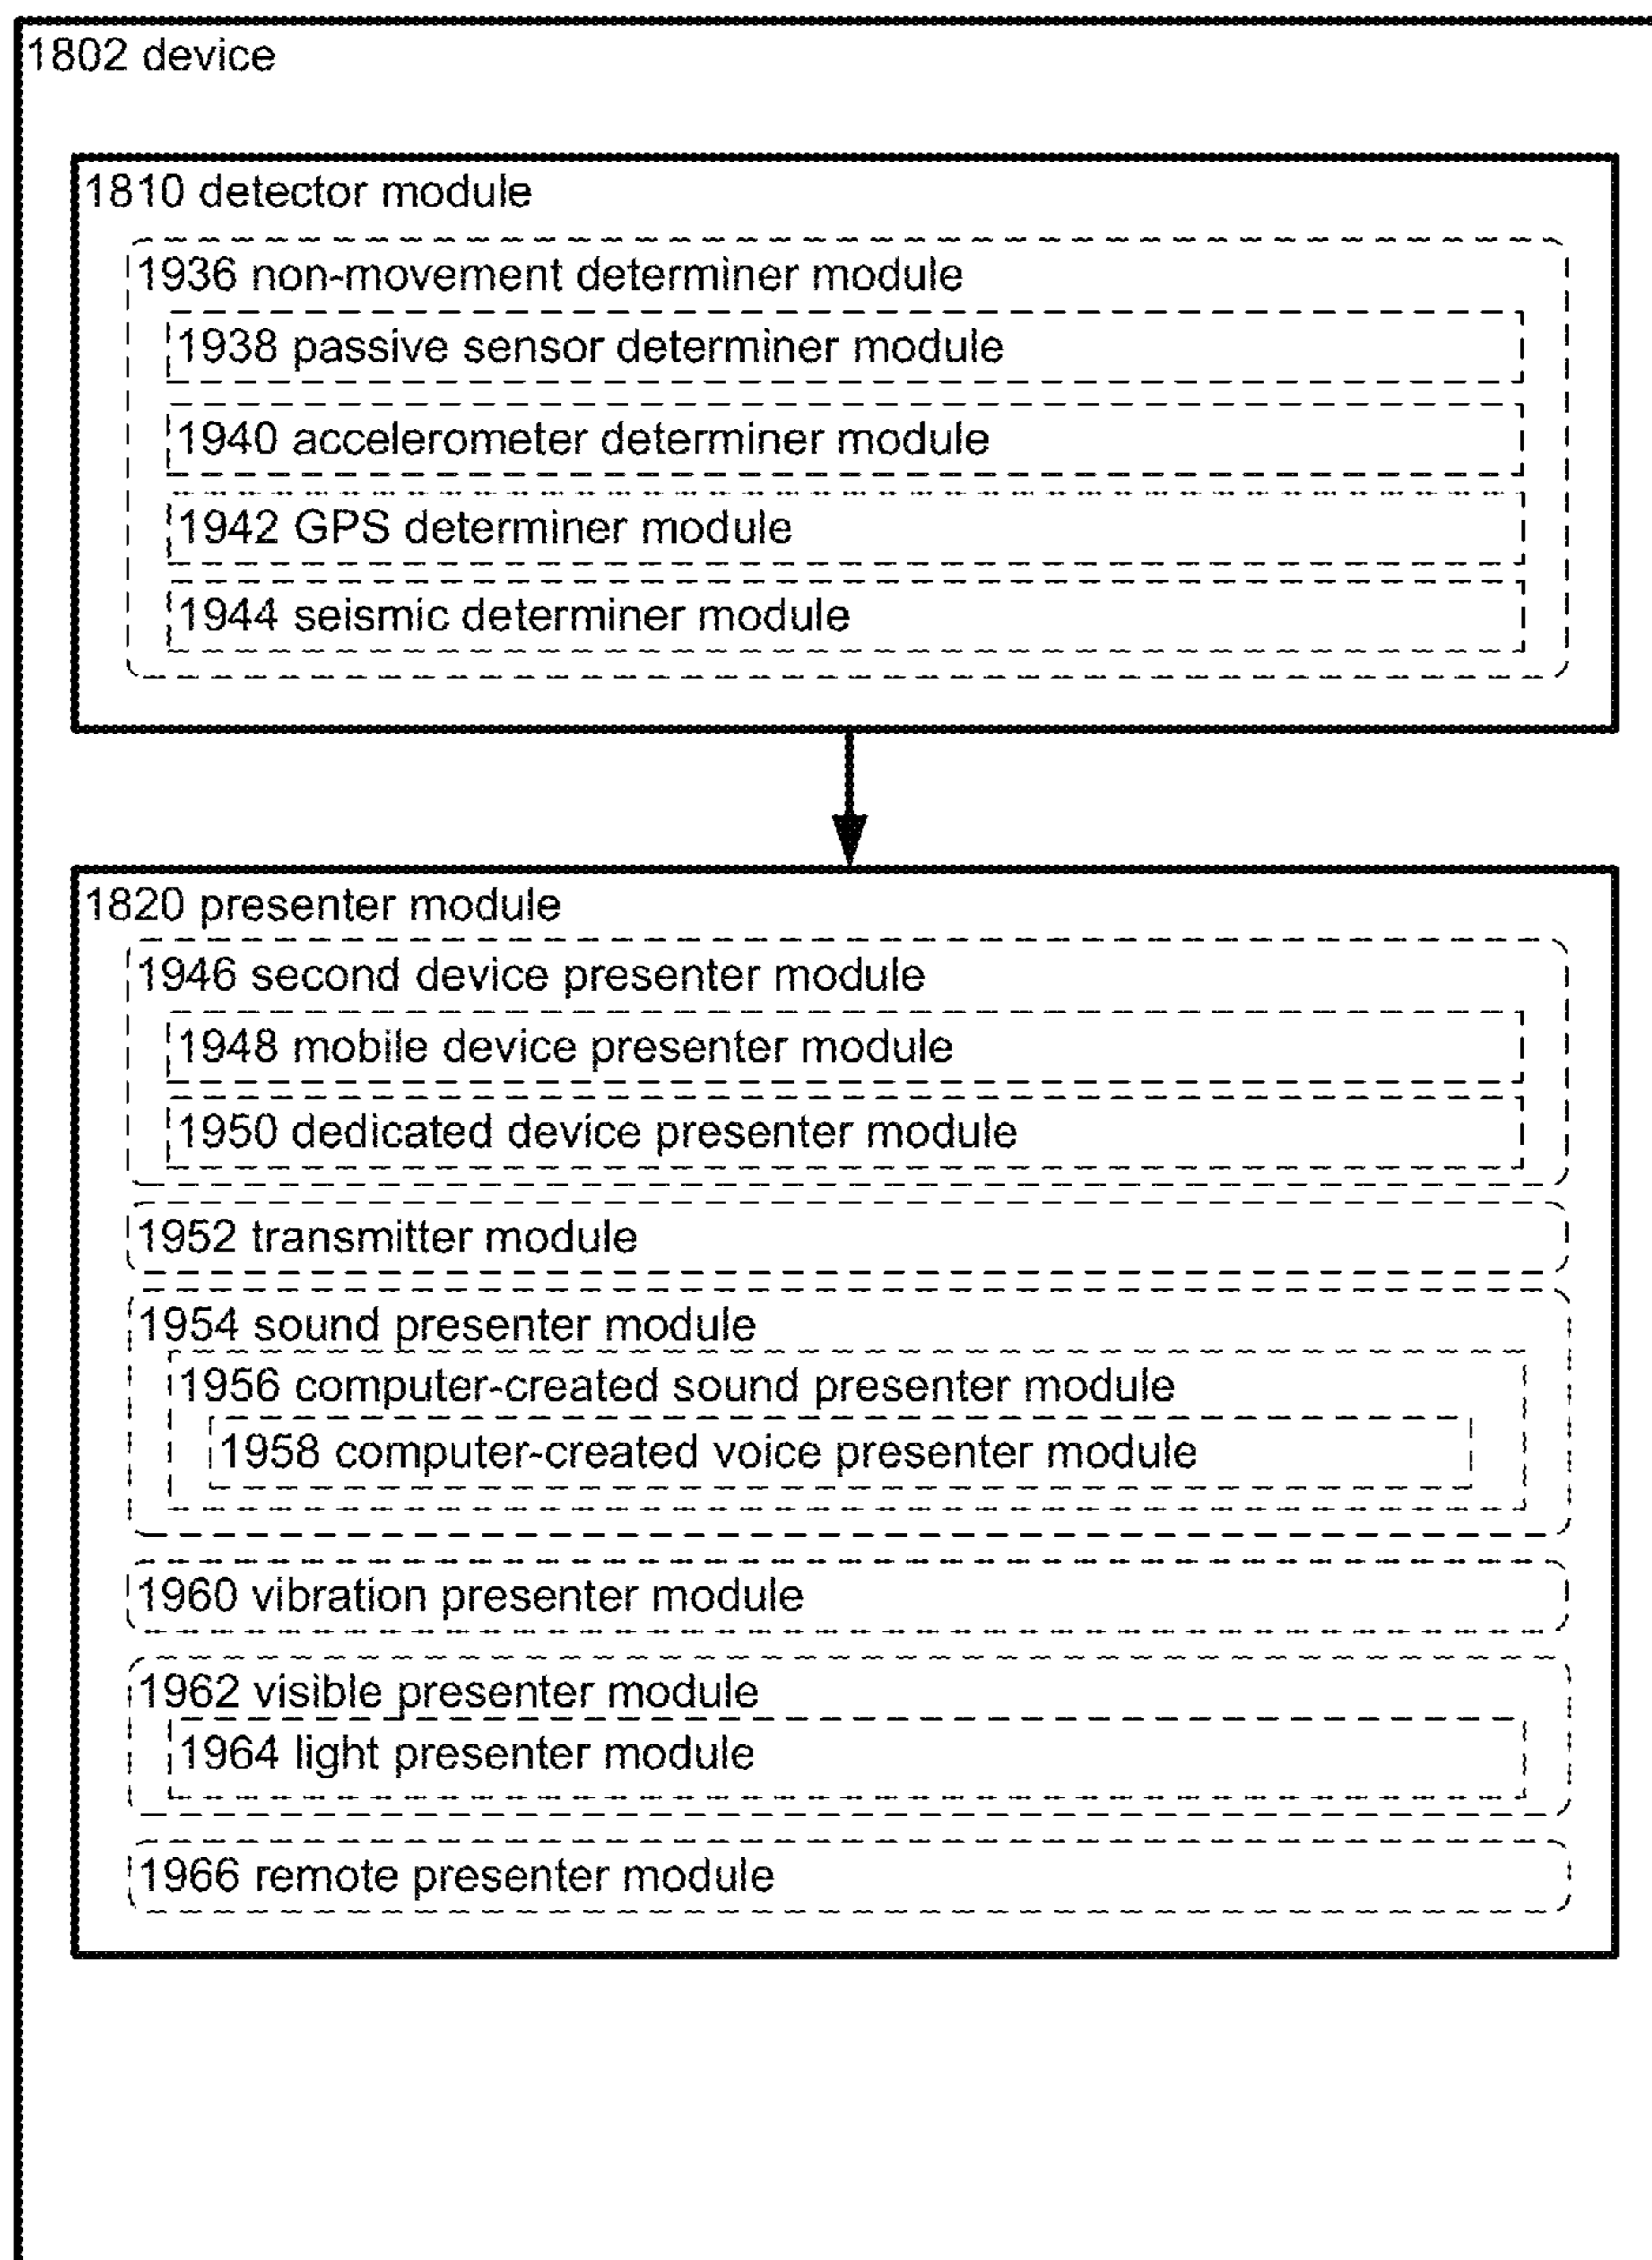 1802 device
1810 detector module
1936 non-movement determiner module
1938 passive sensor determiner module
1940 accelerometer determiner module
1942 GPS determiner module
1944 seismic determiner module
1820 presenter module
1946 second device presenter module
1948 mobile device presenter module
1950 dedicated device presenter module
1952 transmitter module
1954 sound presenter module
1956 computer-created sound presenter module
1958 computer-created voice presenter module
1960 vibration presenter module
1962 visible presenter module
1964 light presenter module
1966 remote presenter module